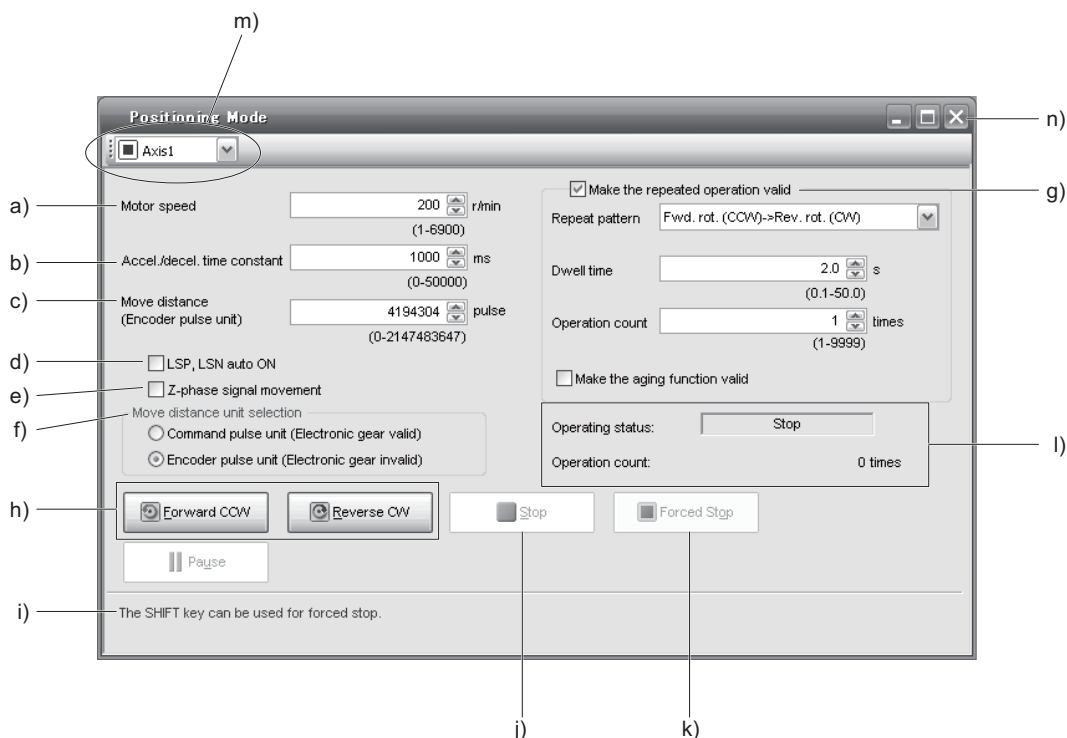 m)
Positioning Mode
n)
Axis1
a)
Motor speed
200
r/min
(1-6900)
b)
Accel./decel. time constant
1000
ms
(0-50000)
c)
Move distance
(Encoder pulse unit)
4194304
pulse
(0-2147483647)
d)
LSP, LSN auto ON
e)
Z-phase signal movement
f)
Move distance unit selection
Command pulse unit (Electronic gear valid)
Encoder pulse unit (Electronic gear invalid)
Make the repeated operation valid
g)
Repeat pattern
Fwd. rot. (CCW)->Rev. rot. (CW)
Dwell time
2.0
s
(0.1-50.0)
Operation count
1
times
(1-9999)
Make the aging function valid
Operating status:
Stop
l)
Operation count:
0 times
h)
Forward CCW
Reverse CW
Stop
Forced Stop
Pause
i)
The SHIFT key can be used for forced stop.
j)
k)